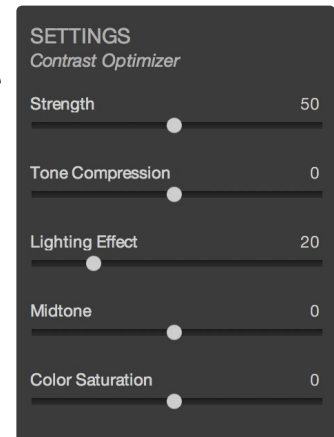 SETTINGS
Contrast Optimizer
Strength 50
Tone Compression 0
Lighting Effect 20
Midtone 0
Color Saturation 0